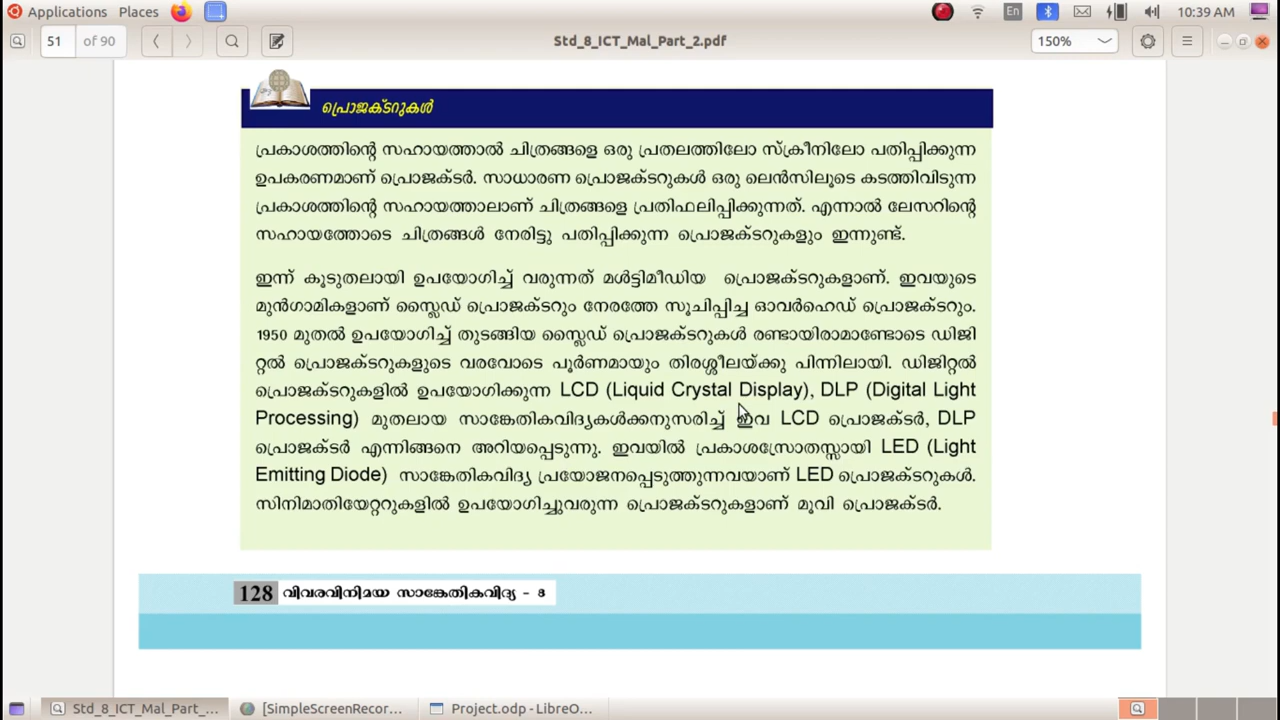 Applications Places En 10:39 AM
51 of 90 Std_8_ICT_Mal_Part_2.pdf 150%
പ്രൊജക്ടറുകൾ
പ്രകാശത്തിന്റെ സഹായത്താൽ ചിത്രങ്ങളെ ഒരു പ്രതലത്തിലോ സ്ക്രീനിലോ പതിപ്പിക്കുന്ന
ഉപകരണമാണ് പ്രൊജക്ടർ. സാധാരണ പ്രൊജക്ടറുകൾ ഒരു ലെൻസിലൂടെ കടത്തിവിടുന്ന
പ്രകാശത്തിന്റെ സഹായത്താലാണ് ചിത്രങ്ങളെ പ്രതിഫലിപ്പിക്കുന്നത്. എന്നാൽ ലേസറിന്റെ
സഹായത്തോടെ ചിത്രങ്ങൾ നേരിട്ടു പതിപ്പിക്കുന്ന പ്രൊജക്ടറുകളും ഇന്നുണ്ട്.
ഇന്ന് കൂടുതലായി ഉപയോഗിച്ച് വരുന്നത് മൾട്ടിമീഡിയ പ്രൊജക്ടറുകളാണ്. ഇവയുടെ
മുൻഗാമികളാണ് സ്ലൈഡ് പ്രൊജക്ടറും നേരത്തേ സൂചിപ്പിച്ച ഓവർഹെഡ് പ്രൊജക്ടറും.
1950 മുതൽ ഉപയോഗിച്ച് തുടങ്ങിയ സ്ലൈഡ് പ്രൊജക്ടറുകൾ രണ്ടായിരാമാണ്ടോടെ ഡിജി
റ്റൽ പ്രൊജക്ടറുകളുടെ വരവോടെ പൂർണമായും തിരശ്ശീലയ്ക്കു പിന്നിലായി. ഡിജിറ്റൽ
പ്രൊജക്ടറുകളിൽ ഉപയോഗിക്കുന്ന LCD (Liquid Crystal Display), DLP (Digital Light
Processing) മുതലായ സാങ്കേതികവിദ്യകൾക്കനുസരിച്ച് ഇവ LCD പ്രൊജക്ടർ, DLP
പ്രൊജക്ടർ എന്നിങ്ങനെ അറിയപ്പെടുന്നു. ഇവയിൽ പ്രകാശസ്രോതസ്സായി LED (Light
Emitting Diode) സാങ്കേതികവിദ്യ പ്രയോജനപ്പെടുത്തുന്നവയാണ് LED പ്രൊജക്ടറുകൾ.
സിനിമാതിയേറ്ററുകളിൽ ഉപയോഗിച്ചുവരുന്ന പ്രൊജക്ടറുകളാണ് മൂവി പ്രൊജക്ടർ.
128 വിവരവിനിമയ സാങ്കേതികവിദ്യ - 8
Std_8_ICT_Mal_Part_... [SimpleScreenRecor... Project.odp - LibreO...